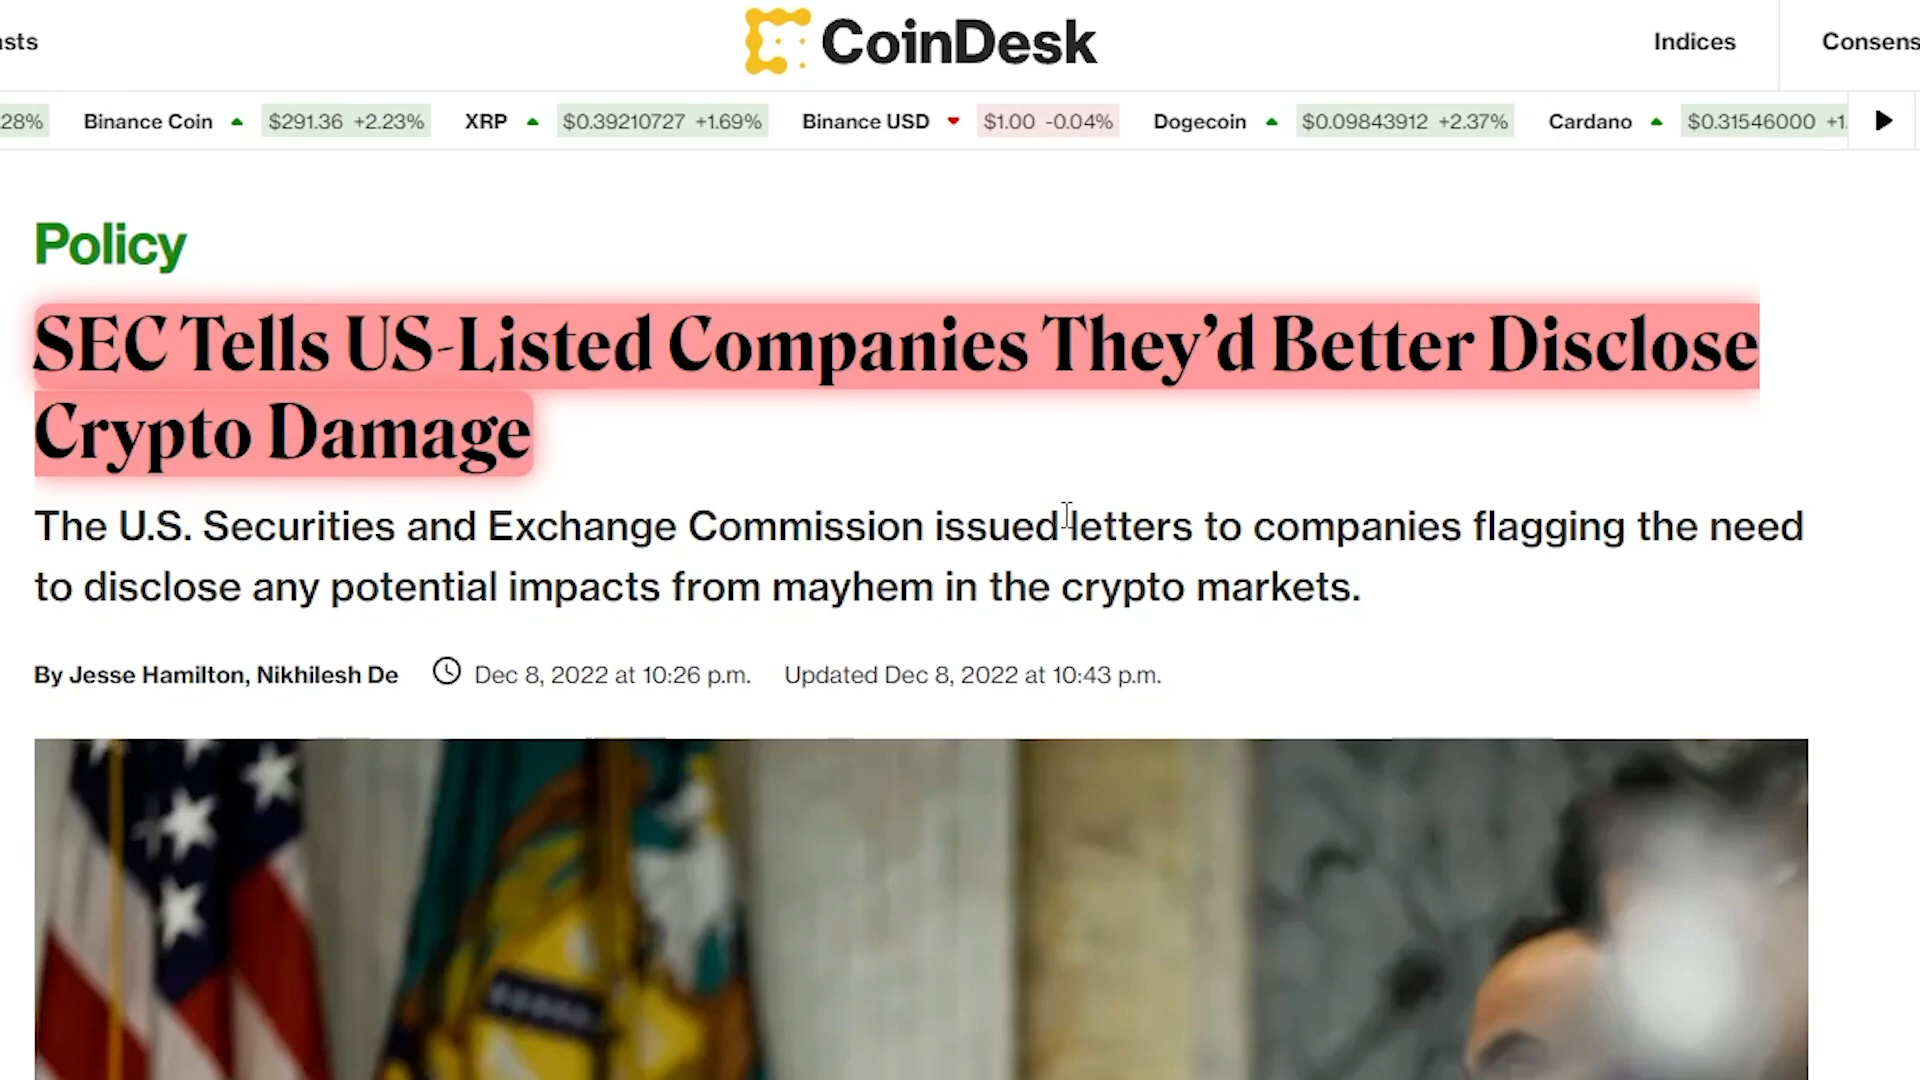 asts
CoinDesk
Indices
Consens
.28% Binance Coin $291.36 +2.23% XRP $0.39210727 +1.69% Binance USD $1.00 -0.04% Dogecoin $0.09843912 +2.37% Cardano $0.31546000 +1.
Policy
SEC Tells US-Listed Companies They’d Better Disclose
Crypto Damage
The U.S. Securities and Exchange Commission issued letters to companies flagging the need
to disclose any potential impacts from mayhem in the crypto markets.
By Jesse Hamilton, Nikhilesh De Dec 8, 2022 at 10:26 p.m. Updated Dec 8, 2022 at 10:43 p.m.